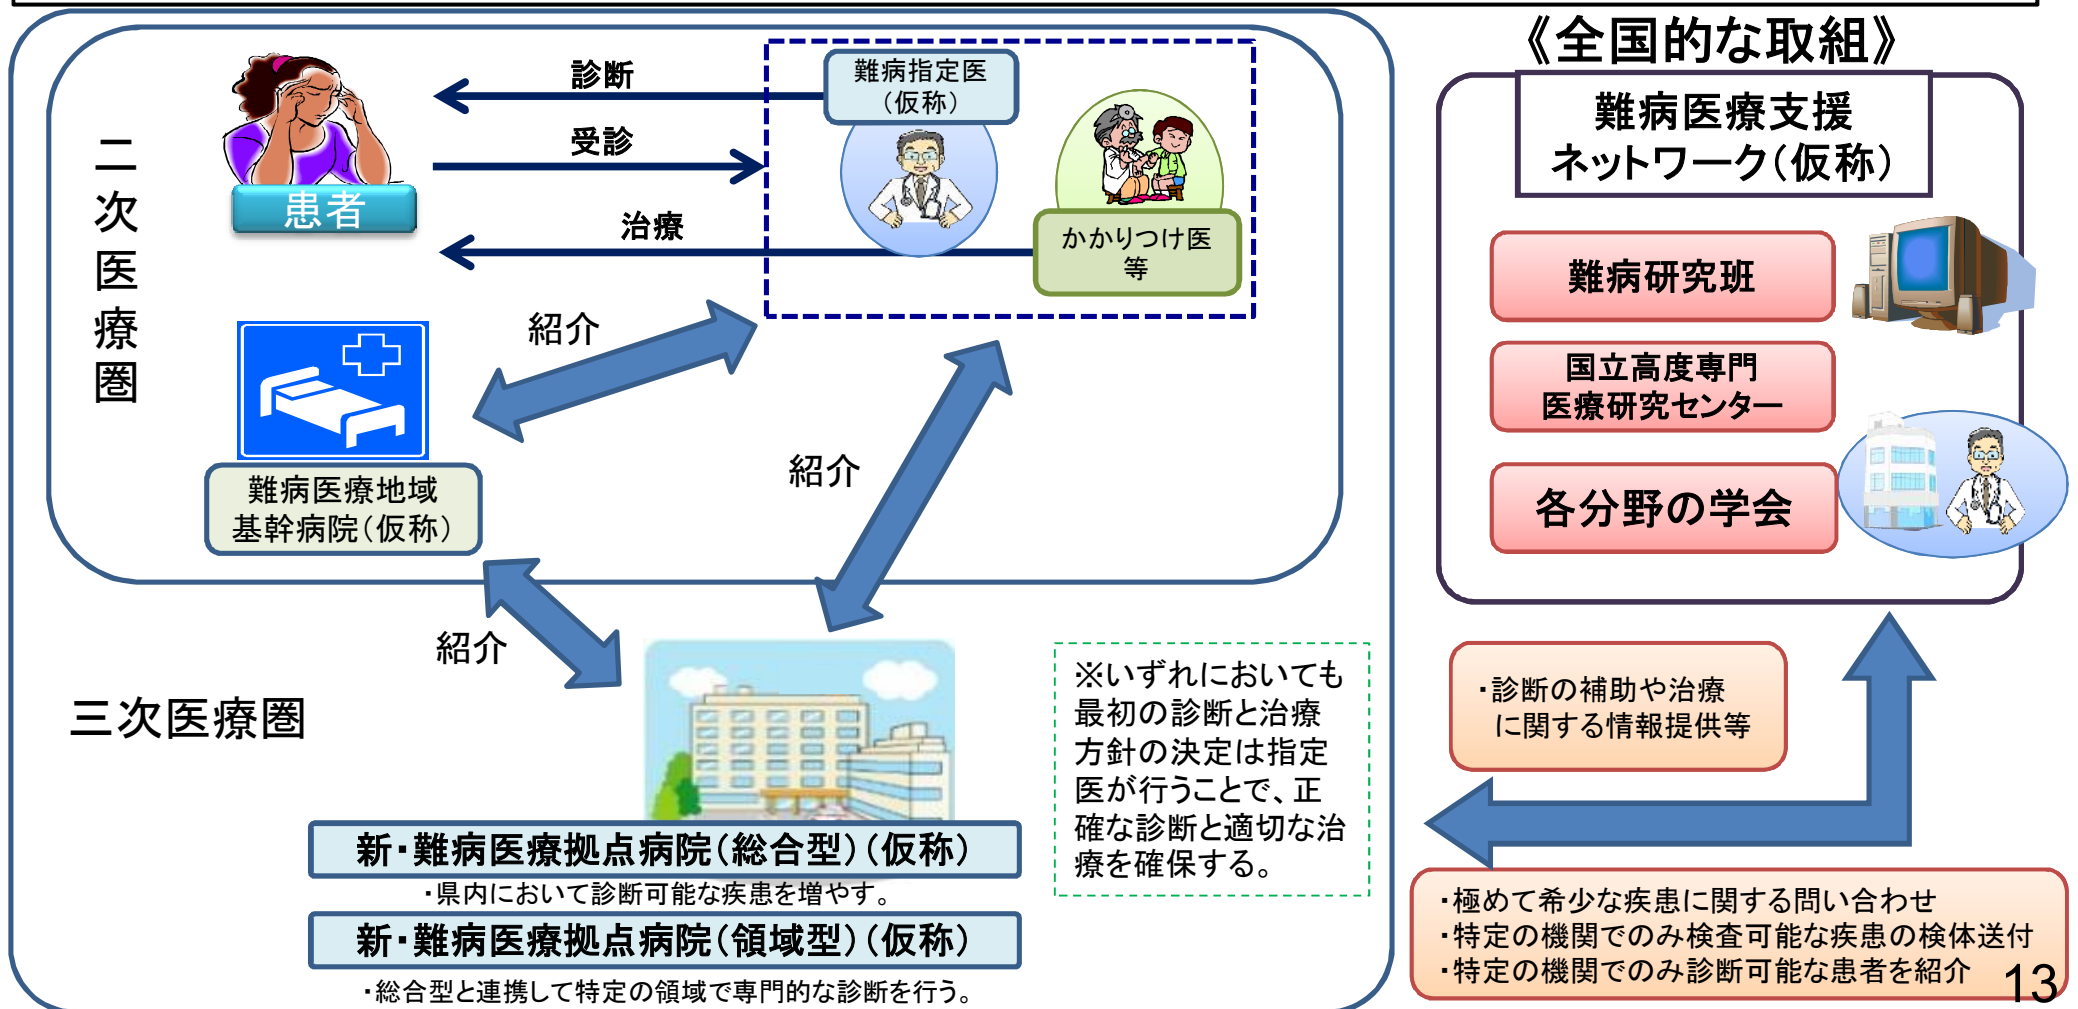 二次医療圏
患者
診断
受診
治療
難病指定医
（仮称）
かかりつけ医
等
紹介
難病医療地域
基幹病院（仮称）
紹介
紹介
三次医療圏
※いずれにおいても
最初の診断と治療
方針の決定は指定
医が行うことで、正
確な診断と適切な治
療を確保する。
新・難病医療拠点病院（総合型）（仮称）
・県内において診断可能な疾患を増やす。
新・難病医療拠点病院（領域型）（仮称）
・総合型と連携して特定の領域で専門的な診断を行う。
《全国的な取組》
難病医療支援
ネットワーク（仮称）
難病研究班
国立高度専門
医療研究センター
各分野の学会
・診断の補助や治療
に関する情報提供等
・極めて希少な疾患に関する問い合わせ
・特定の機関でのみ検査可能な疾患の検体送付
・特定の機関でのみ診断可能な患者を紹介
13